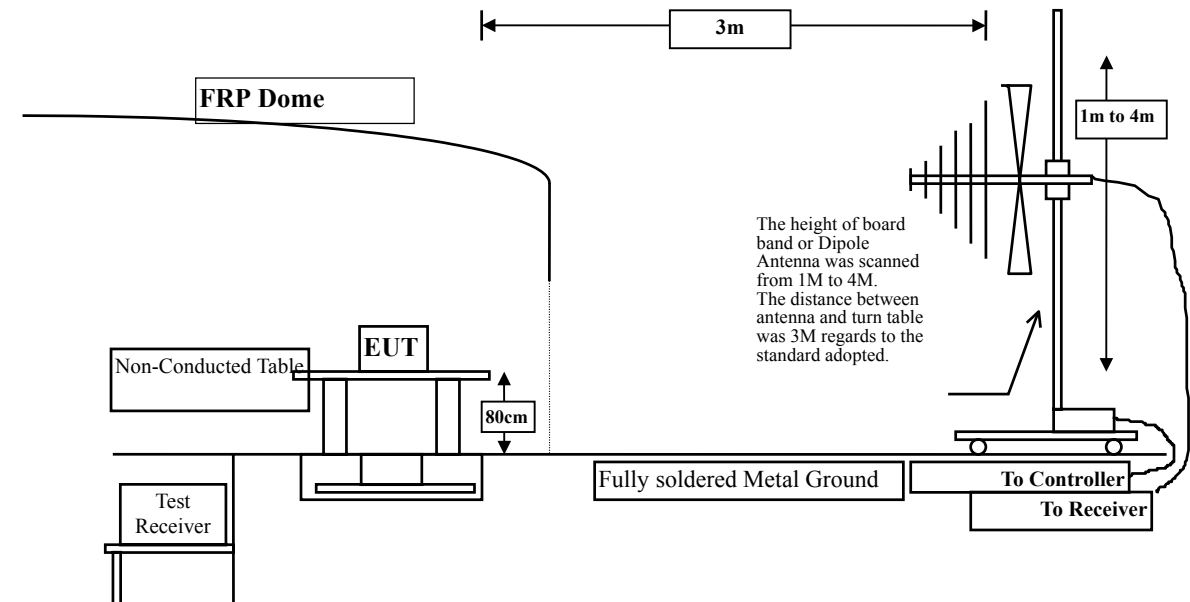 3m
FRP Dome
1m to 4m
The height of board
band or Dipole
Antenna was scanned
from 1M to 4M.
The distance between
antenna and turn table
was 3M regards to the
standard adopted.
EUT
Non-Conducted Table
80cm
Fully soldered Metal Ground
To Controller
To Receiver
Test
Receiver